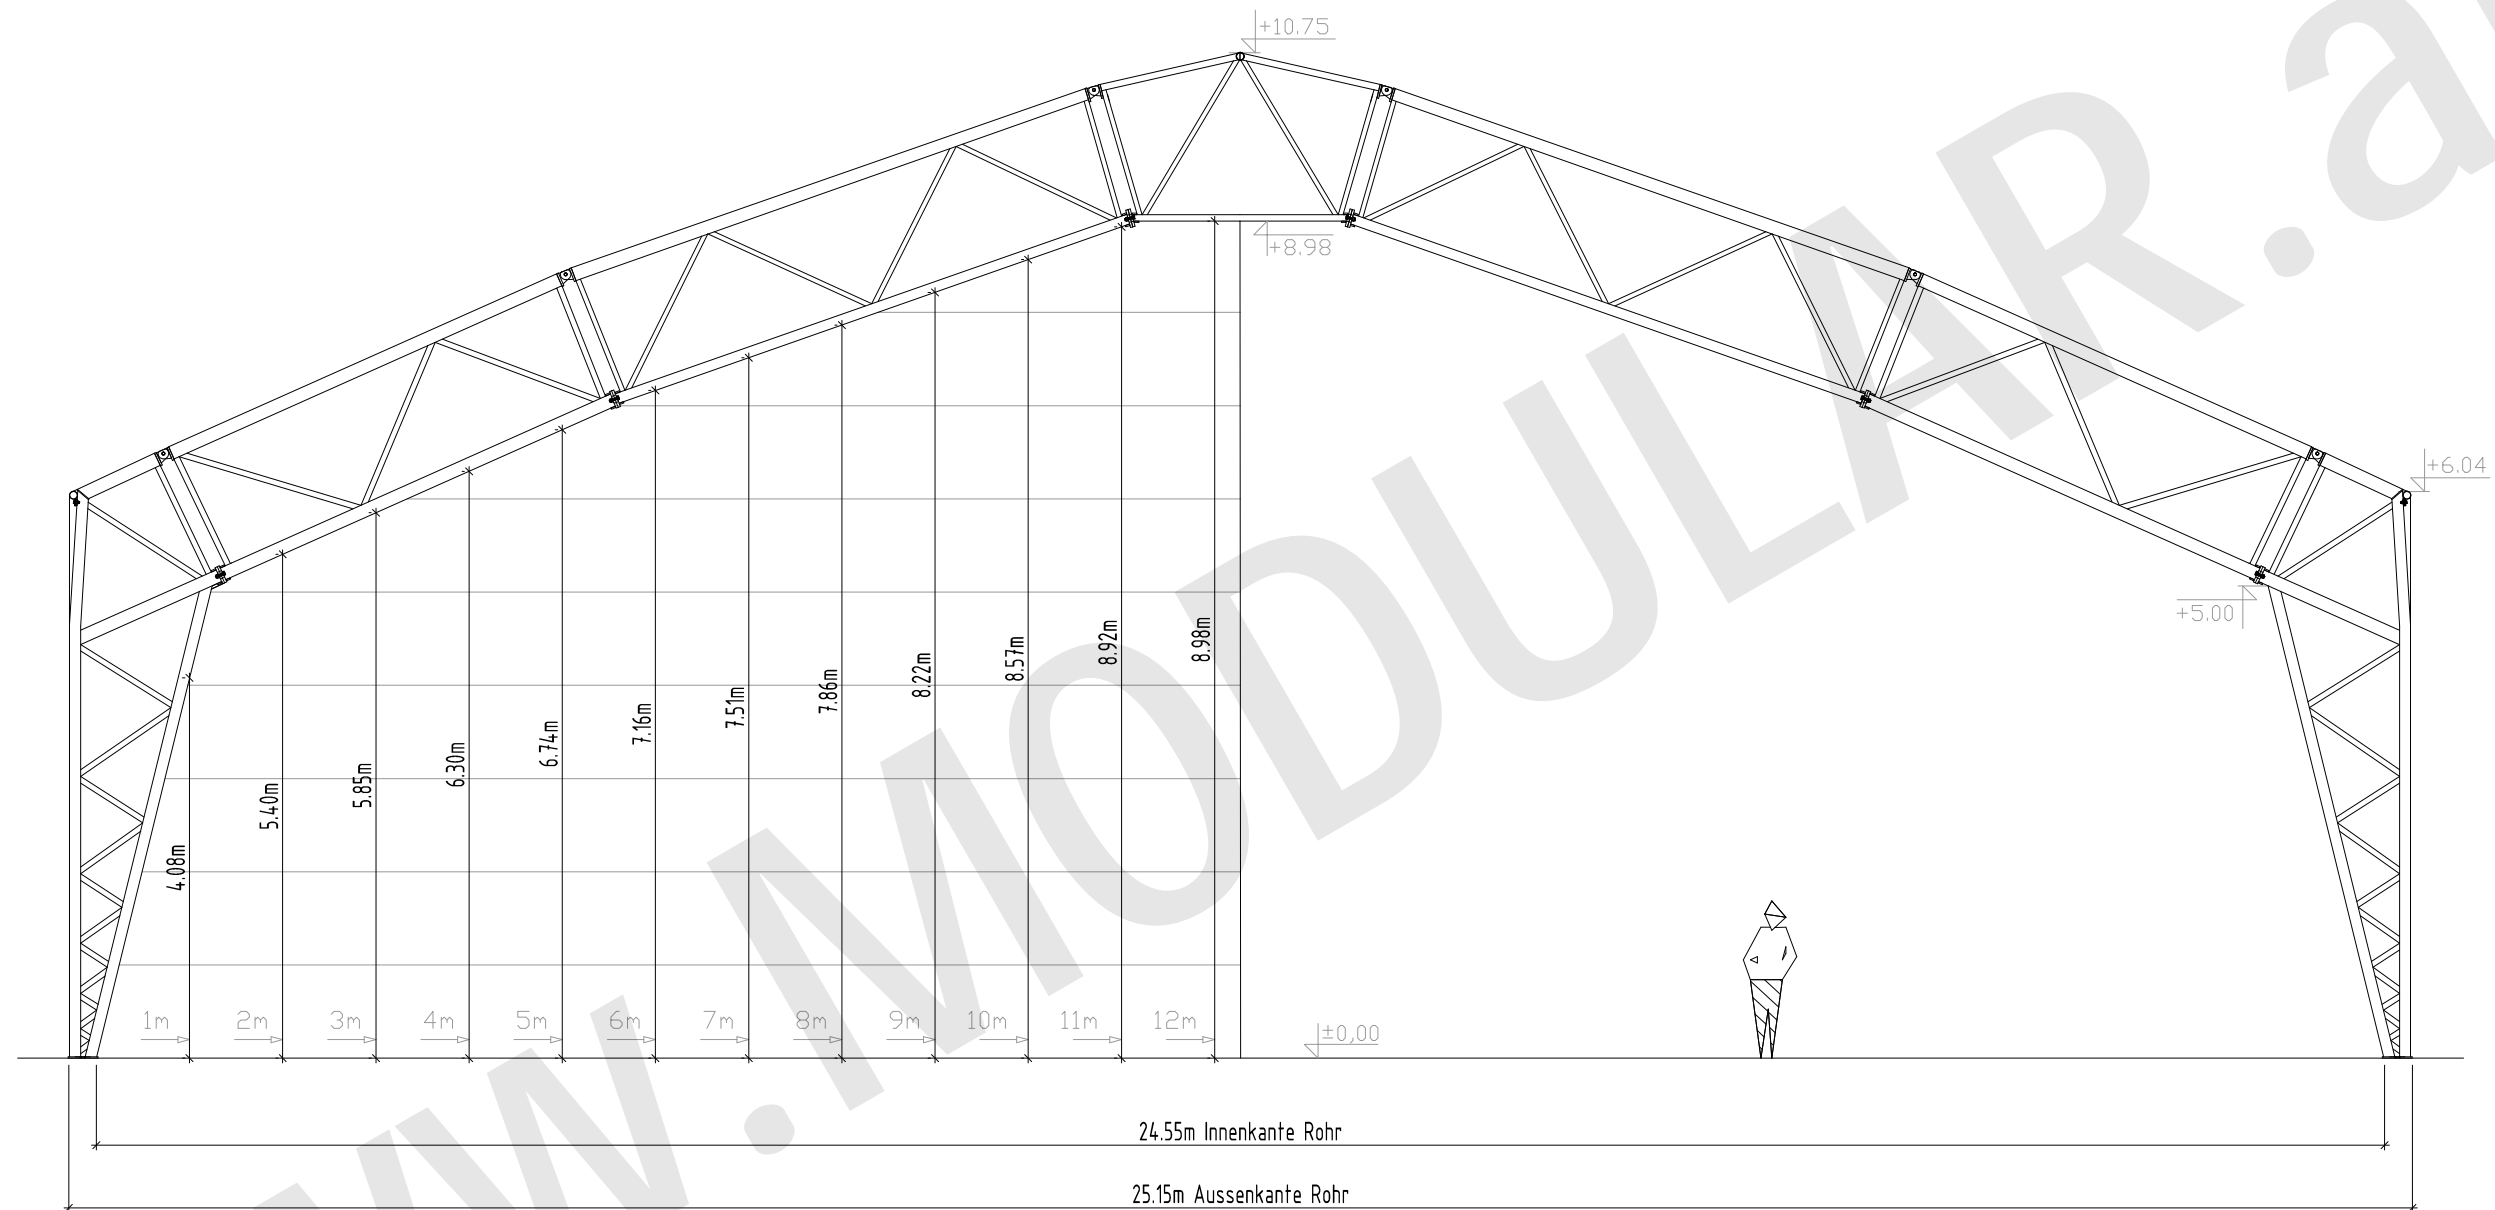 +10.75
+8.98
+6.04
+5.00
8.98m
8.92m
8.57m
8.22m
7.86m
7.51m
7.16m
6.74m
6.30m
5.85m
5.40m
4.08m
1m 2m 3m 4m 5m 6m 7m 8m 9m 10m 11m 12m
±0,00
24.55m Innenkante Rohr
25.15m Aussenkante Rohr
w.MODULAR.a